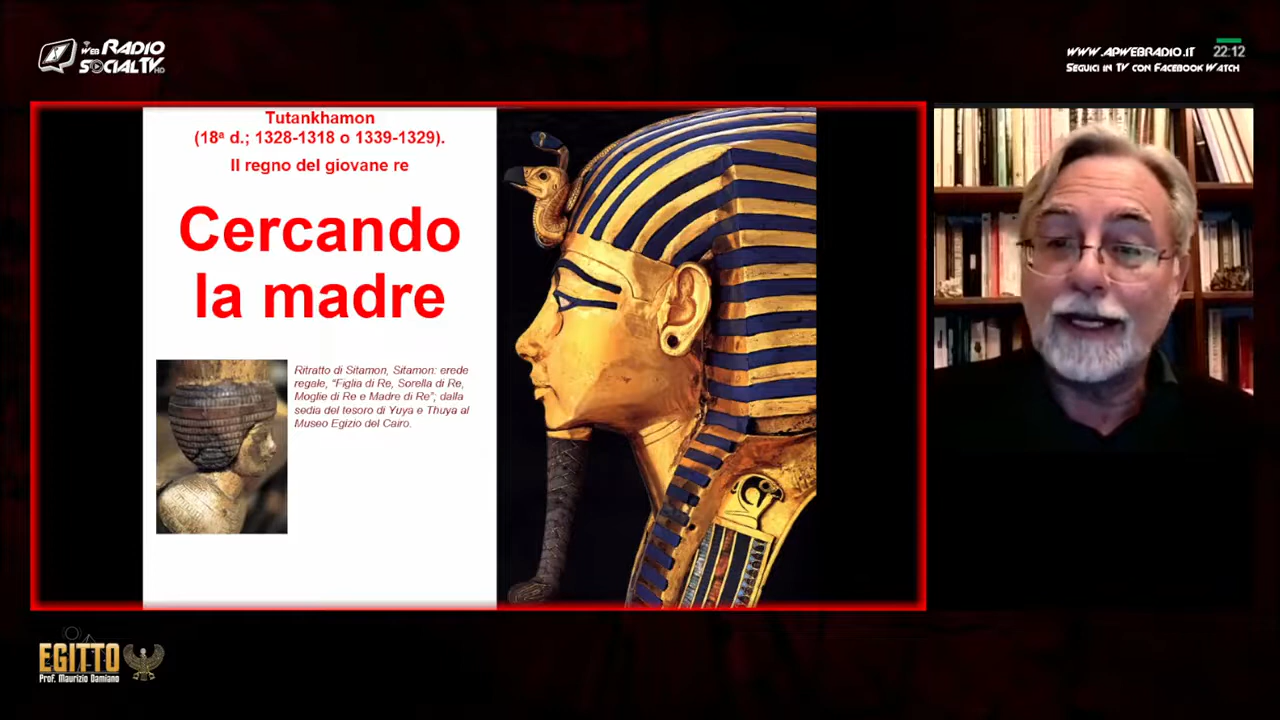 WEB RADIO
SOCIALTV HD
WWW.APWEBRADIO.IT
22:12
SEGUICI IN TV CON FACEBOOK WATCH
Tutankhamon
(18ª d.; 1328-1318 o 1339-1329).
Il regno del giovane re
Cercando
la madre
Ritratto di Sitamon, Sitamon: erede
regale, “Figlia di Re, Sorella di Re,
Moglie di Re e Madre di Re”; dalla
sedia del tesoro di Yuya e Thuya al
Museo Egizio del Cairo.
EGITTO
Prof. Maurizio Damiano